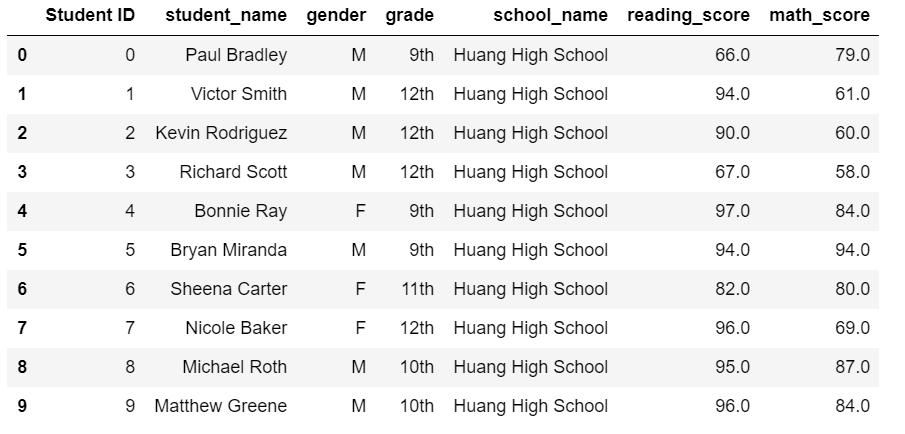 Student ID student_name gender grade school_name reading_score math_score
0 0 Paul Bradley M 9th Huang High School 66.0 79.0
1 1 Victor Smith M 12th Huang High School 94.0 61.0
2 2 Kevin Rodriguez M 12th Huang High School 90.0 60.0
3 3 Richard Scott M 12th Huang High School 67.0 58.0
4 4 Bonnie Ray F 9th Huang High School 97.0 84.0
5 5 Bryan Miranda M 9th Huang High School 94.0 94.0
6 6 Sheena Carter F 11th Huang High School 82.0 80.0
7 7 Nicole Baker F 12th Huang High School 96.0 69.0
8 8 Michael Roth M 10th Huang High School 95.0 87.0
9 9 Matthew Greene M 10th Huang High School 96.0 84.0